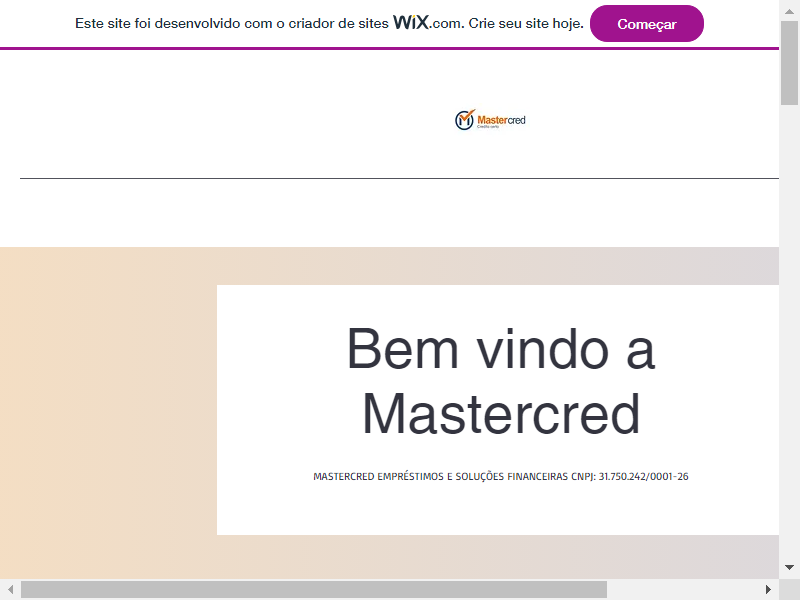 Este site foi desenvolvido com o criador de sites WiX.com. Crie seu site hoje.
Começar
Mastercred
Crédito certo
Bem vindo a
Mastercred
MASTERCRED EMPRÉSTIMOS E SOLUÇÕES FINANCEIRAS CNPJ: 31.750.242/0001-26